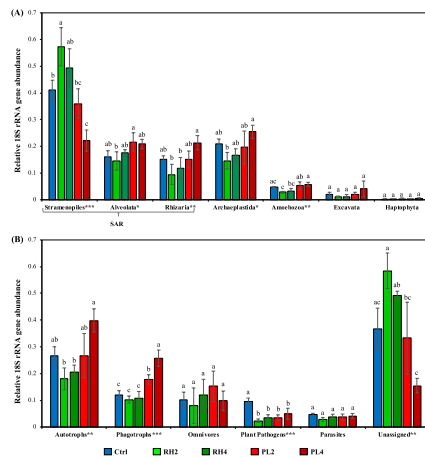 (A)
Relative 18S rRNA gene abundance
0.7
0.6
0.5
0.4
0.3
0.2
0.1
0
b a ab bc c
ab b ab a ab
ab b b ab a
ab b ab ab a
ac c bc ab a
a a a a a
a a a a a
Stramenopiles*** Alveolata* Rhizaria** Archaeplastida* Amoebozoa** Excavata Haptophyta
SAR
(B)
Relative 18S rRNA gene abundance
0.7
0.6
0.5
0.4
0.3
0.2
0.1
0
ab b b ab a
c c c b a
a a a a a
a b b b b
a a a a a
ac a ab bc c
Autotrophs** Phagotrophs*** Omnivores Plant Pathogens*** Parasites Unassigned**
Ctrl RH2 RH4 PL2 PL4